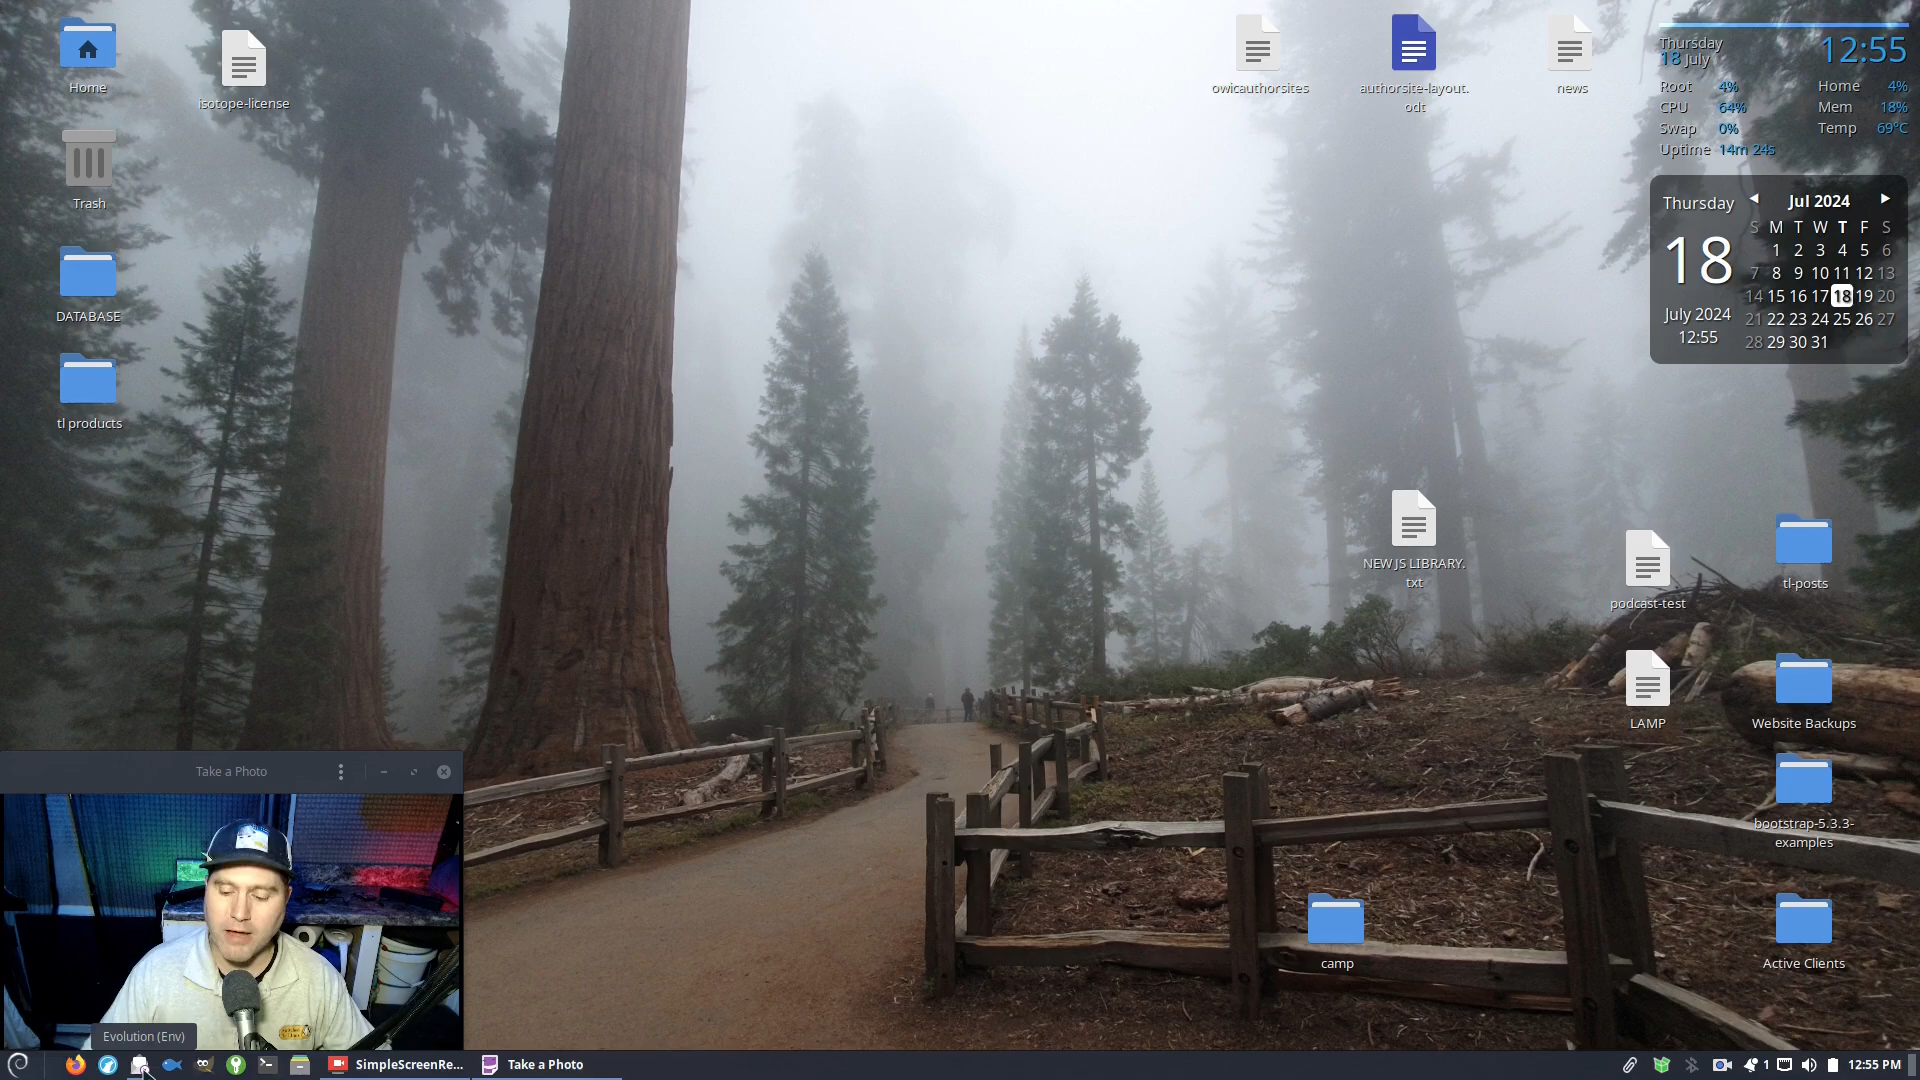 Home
isotope-license
Trash
DATABASE
tl products
owicauthorsites
authorsite-layout.
odt
news
Thursday
18 July
12:55
Root 4% Home 4%
CPU 64% Mem 18%
Swap 0% Temp 69°C
Uptime 14m 24s
Thursday
18
July 2024
12:55
Jul 2024
S M T W T F S
1 2 3 4 5 6
7 8 9 10 11 12 13
14 15 16 17 18 19 20
21 22 23 24 25 26 27
28 29 30 31
NEW JS LIBRARY.
txt
podcast-test
tl-posts
LAMP
Website Backups
bootstrap-5.3.3-
examples
camp
Active Clients
Take a Photo
Evolution (Env)
SimpleScreenRe...
Take a Photo
1
12:55 PM